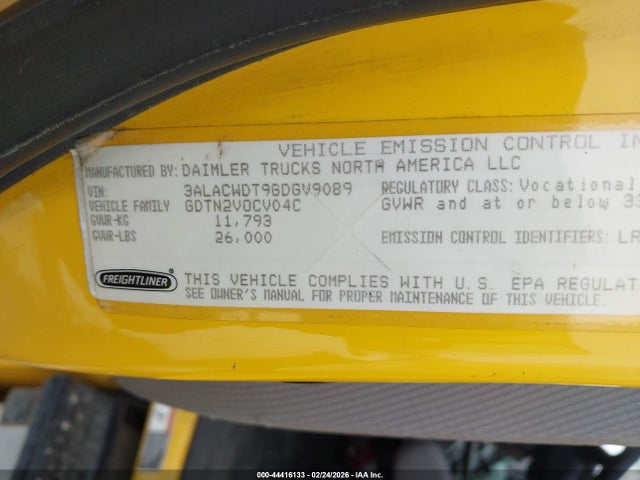 VEHICLE EMISSION CONTROL IN
MANUFACTURED BY: DAIMLER TRUCKS NORTH AMERICA LLC
VIN: 3ALACWDT9GDGV9089 REGULATORY CLASS: Vocational
VEHICLE FAMILY GDTN2VOCV04C GVWR and at or below 33
GVWR-KG 11,793
GVWR-LBS 26,000 EMISSION CONTROL IDENTIFIERS: LR
FREIGHTLINER THIS VEHICLE COMPLIES WITH U.S. EPA REGULAT
SEE OWNER'S MANUAL FOR PROPER MAINTENANCE OF THIS VEHICLE.
000-44416133 - 02/24/2026 - IAA Inc.